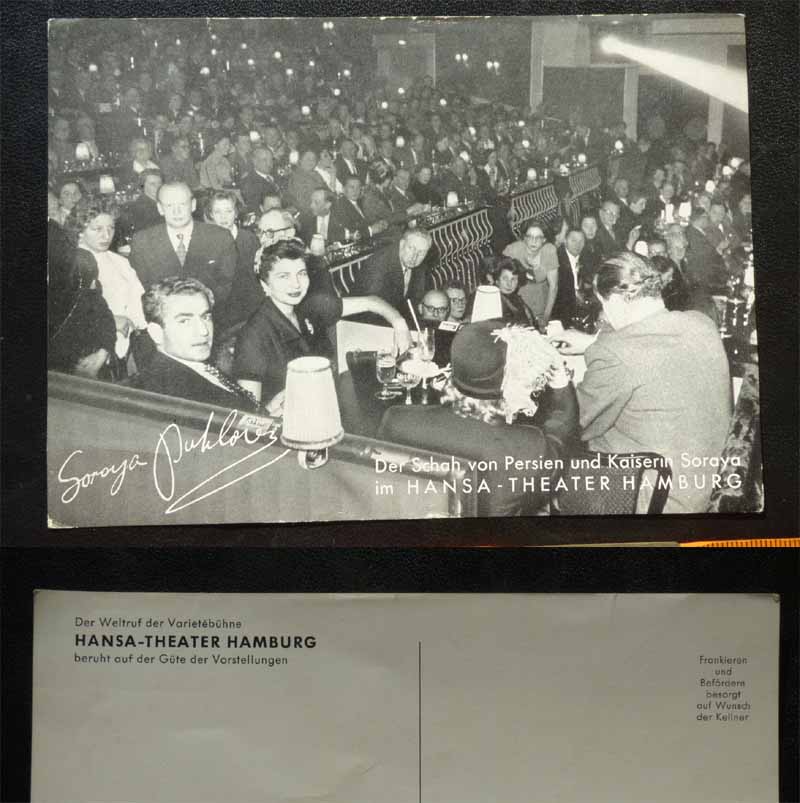 Soraya Pahlavi
Der Schah von Persien und Kaiserin Soraya
im HANSA-THEATER HAMBURG
Der Weltruf der Varietébühne
HANSA-THEATER HAMBURG
beruht auf der Güte der Vorstellungen
Frankieren
und
Befördern
besorgt
auf Wunsch
der Kellner